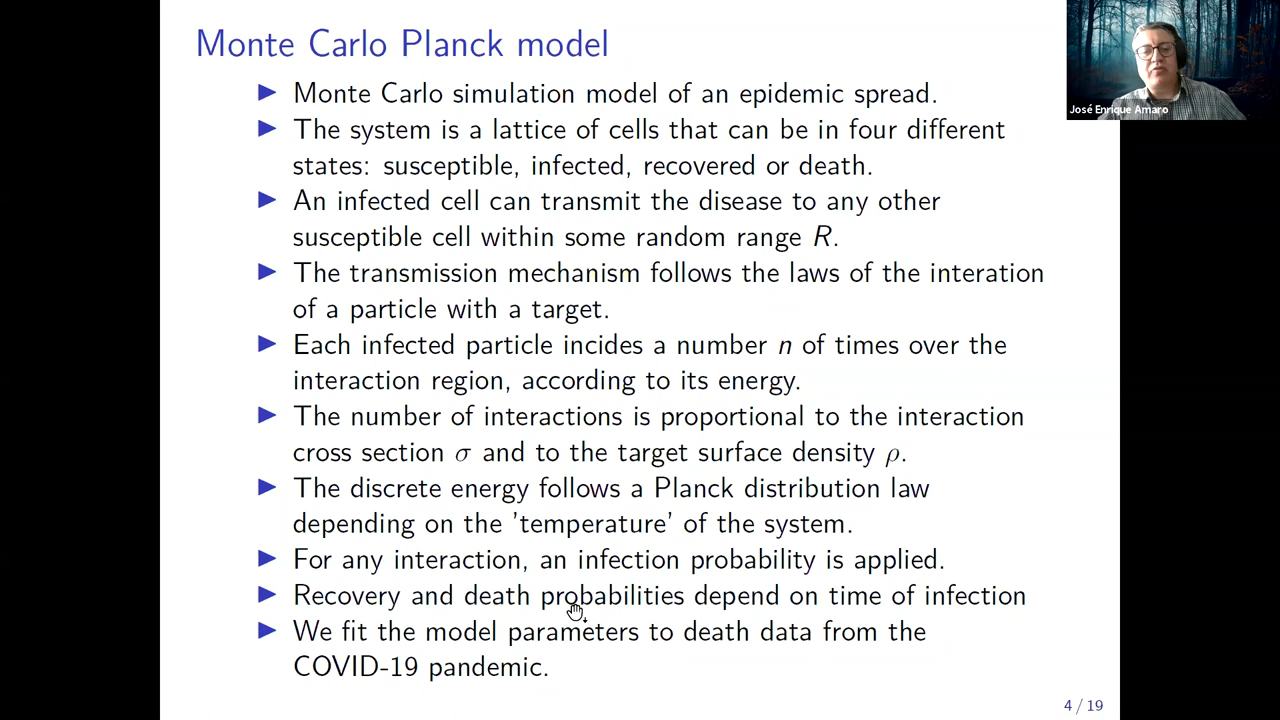 Monte Carlo Planck model
▶ Monte Carlo simulation model of an epidemic spread.
▶ The system is a lattice of cells that can be in four different
states: susceptible, infected, recovered or death.
▶ An infected cell can transmit the disease to any other
susceptible cell within some random range R.
▶ The transmission mechanism follows the laws of the interation
of a particle with a target.
▶ Each infected particle incides a number n of times over the
interaction region, according to its energy.
▶ The number of interactions is proportional to the interaction
cross section σ and to the target surface density ρ.
▶ The discrete energy follows a Planck distribution law
depending on the 'temperature' of the system.
▶ For any interaction, an infection probability is applied.
▶ Recovery and death probabilities depend on time of infection
▶ We fit the model parameters to death data from the
COVID-19 pandemic.
4 / 19
José Enrique Amaro